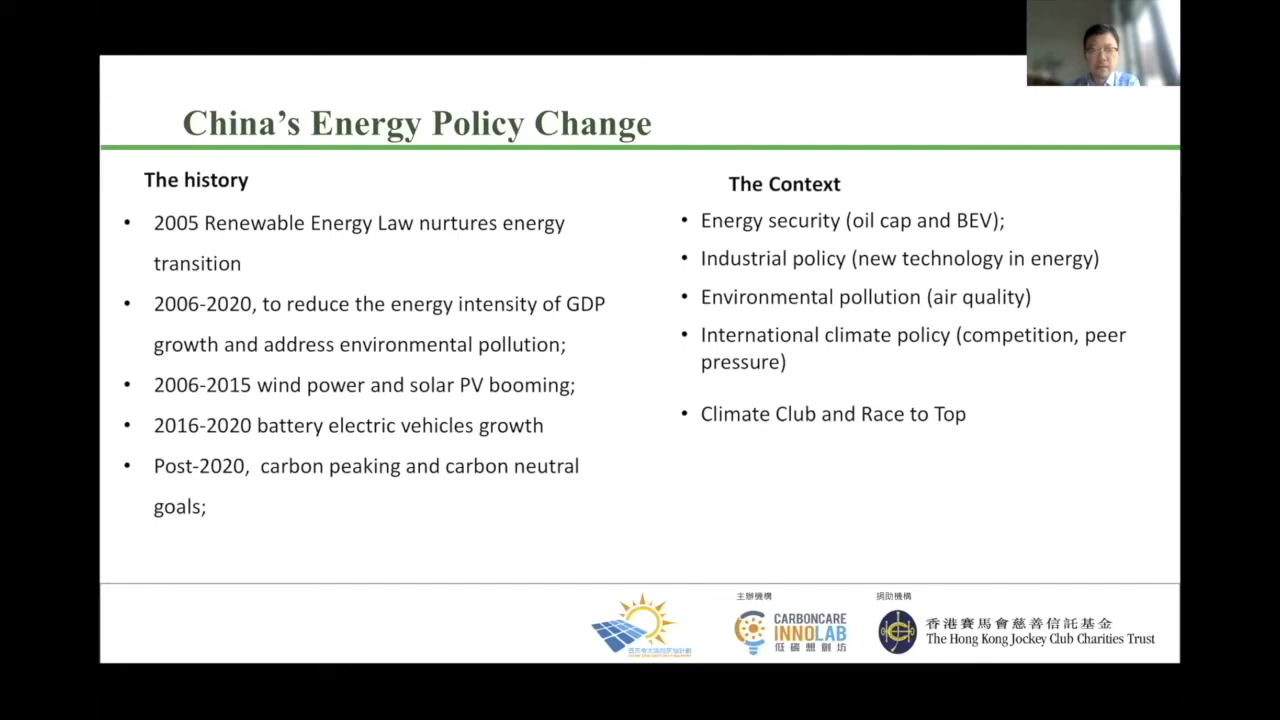 China’s Energy Policy Change
The history
• 2005 Renewable Energy Law nurtures energy
transition
• 2006-2020, to reduce the energy intensity of GDP
growth and address environmental pollution;
• 2006-2015 wind power and solar PV booming;
• 2016-2020 battery electric vehicles growth
• Post-2020, carbon peaking and carbon neutral
goals;
The Context
• Energy security (oil cap and BEV);
• Industrial policy (new technology in energy)
• Environmental pollution (air quality)
• International climate policy (competition, peer
pressure)
• Climate Club and Race to Top
主辦機構
CARBONCARE
INNOLAB
低碳想創坊
捐助機構
香港賽馬會慈善信託基金
The Hong Kong Jockey Club Charities Trust